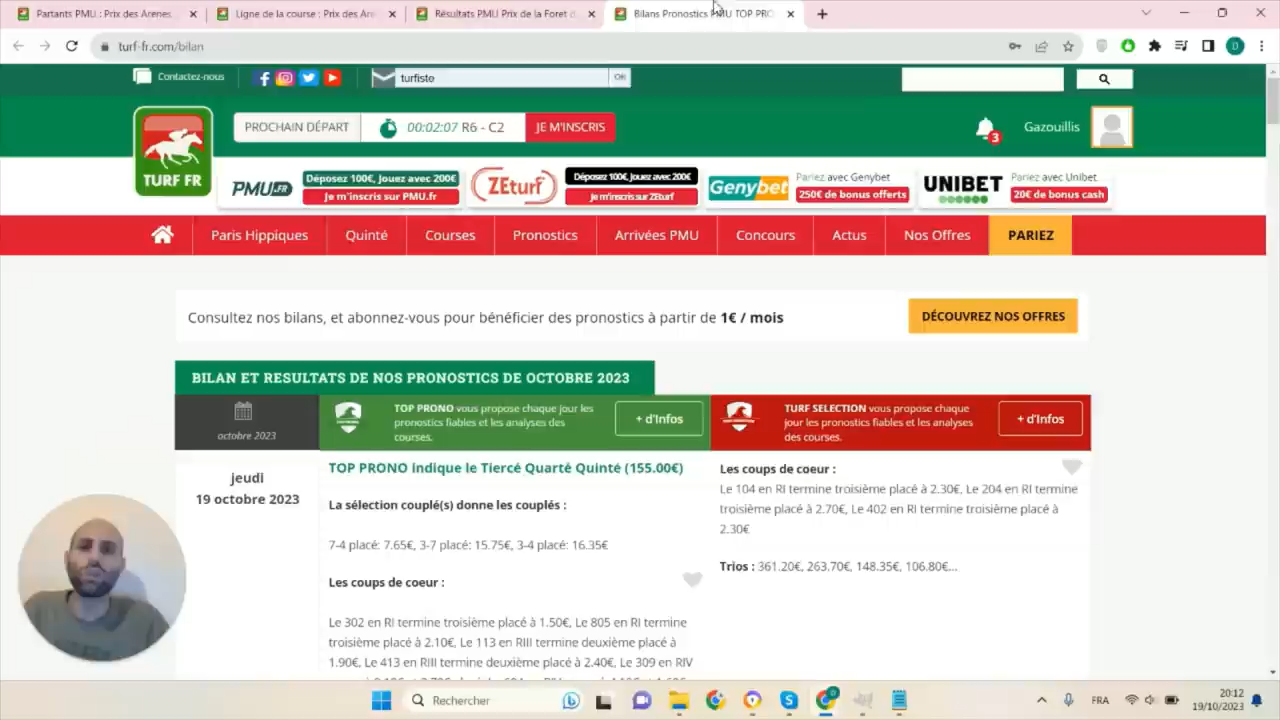 Partants PMU : Prix des Arènes
Ligne de la course : Prix des Arè
Résultats PMU Prix de la Foret d
Bilans Pronostics PMU TOP PRO
turf-fr.com/bilan
Contactez-nous
turfiste
OK
TURF FR
PROCHAIN DÉPART
00:02:07 R6 - C2
JE M'INSCRIS
3
Gazouillis
PMU.FR
Déposez 100€, Jouez avec 200€
Je m'inscris sur PMU.fr
ZEturf
Déposez 100€, Jouez avec 200€
Je m'inscris sur ZEturf
Genybet
Pariez avec Genybet
250€ de bonus offerts
UNIBET
Pariez avec Unibet
20€ de bonus cash
Paris Hippiques
Quinté
Courses
Pronostics
Arrivées PMU
Concours
Actus
Nos Offres
PARIEZ
Consultez nos bilans, et abonnez-vous pour bénéficier des pronostics à partir de 1€ / mois
DÉCOUVREZ NOS OFFRES
BILAN ET RESULTATS DE NOS PRONOSTICS DE OCTOBRE 2023
octobre 2023
TOP PRONO vous propose chaque jour les
pronostics fiables et les analyses des
courses.
+ d'Infos
TURF SELECTION vous propose chaque
jour les pronostics fiables et les analyses
des courses.
+ d'Infos
jeudi
19 octobre 2023
TOP PRONO indique le Tiercé Quarté Quinté (155.00€)
La sélection couplé(s) donne les couplés :
7-4 placé: 7.65€, 3-7 placé: 15.75€, 3-4 placé: 16.35€
Les coups de coeur :
Le 302 en RI termine troisième placé à 1.50€, Le 805 en RI termine
troisième placé à 2.10€, Le 113 en RIII termine deuxième placé à
1.90€, Le 413 en RIII termine deuxième placé à 2.40€, Le 309 en RIV
Les coups de coeur :
Le 104 en RI termine troisième placé à 2.30€, Le 204 en RI termine
troisième placé à 2.70€, Le 402 en RI termine troisième placé à
2.30€
Trios : 361.20€, 263.70€, 148.35€, 106.80€...
Rechercher
FRA
20:12
19/10/2023